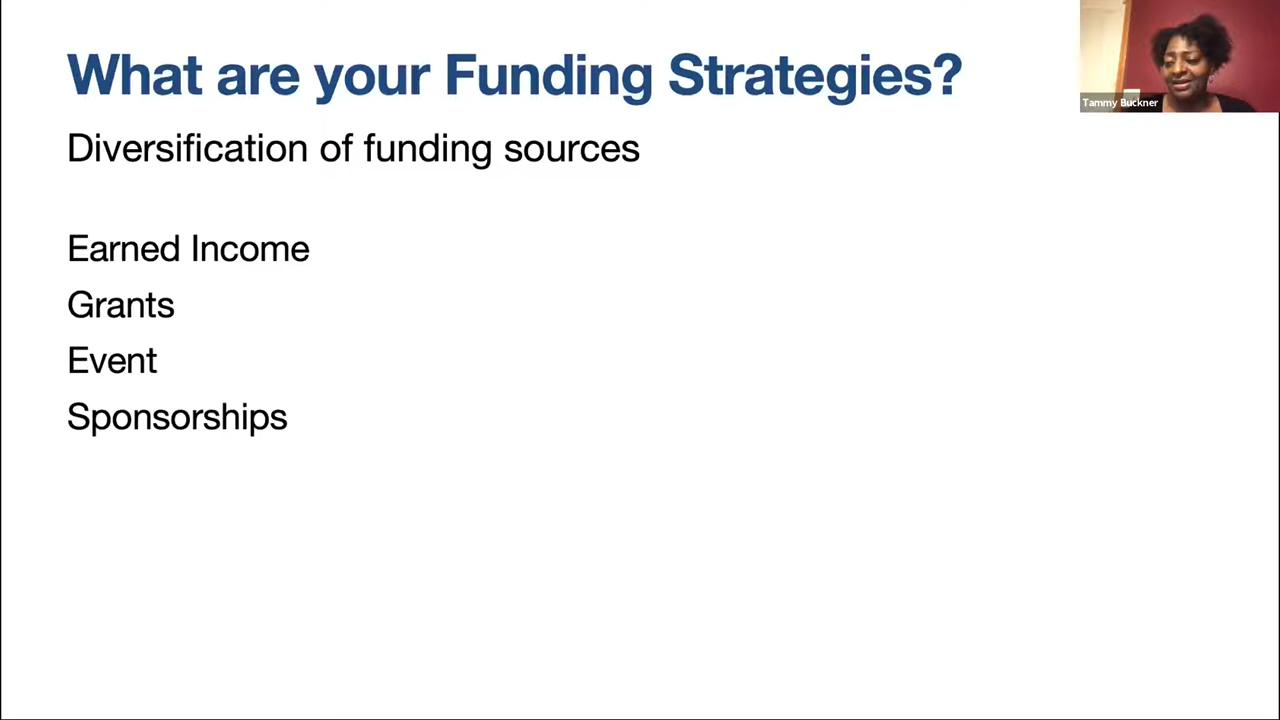 What are your Funding Strategies?
Diversification of funding sources
Earned Income
Grants
Event
Sponsorships
Tammy Buckner